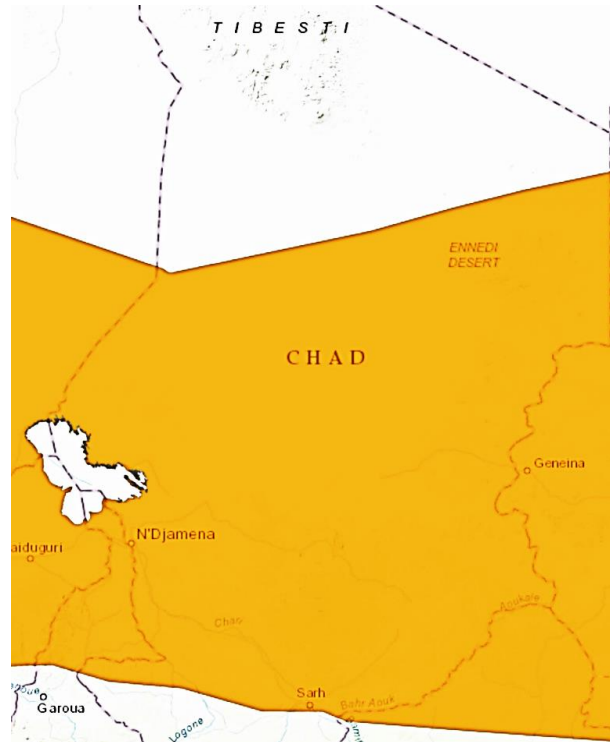 TIBESTI
ENNEDI
DESERT
CHAD
Geneina
N'Djamena
aiduguri
Chao
Aoukale
Sarh
Bahr Aouk
Garoua
Logone